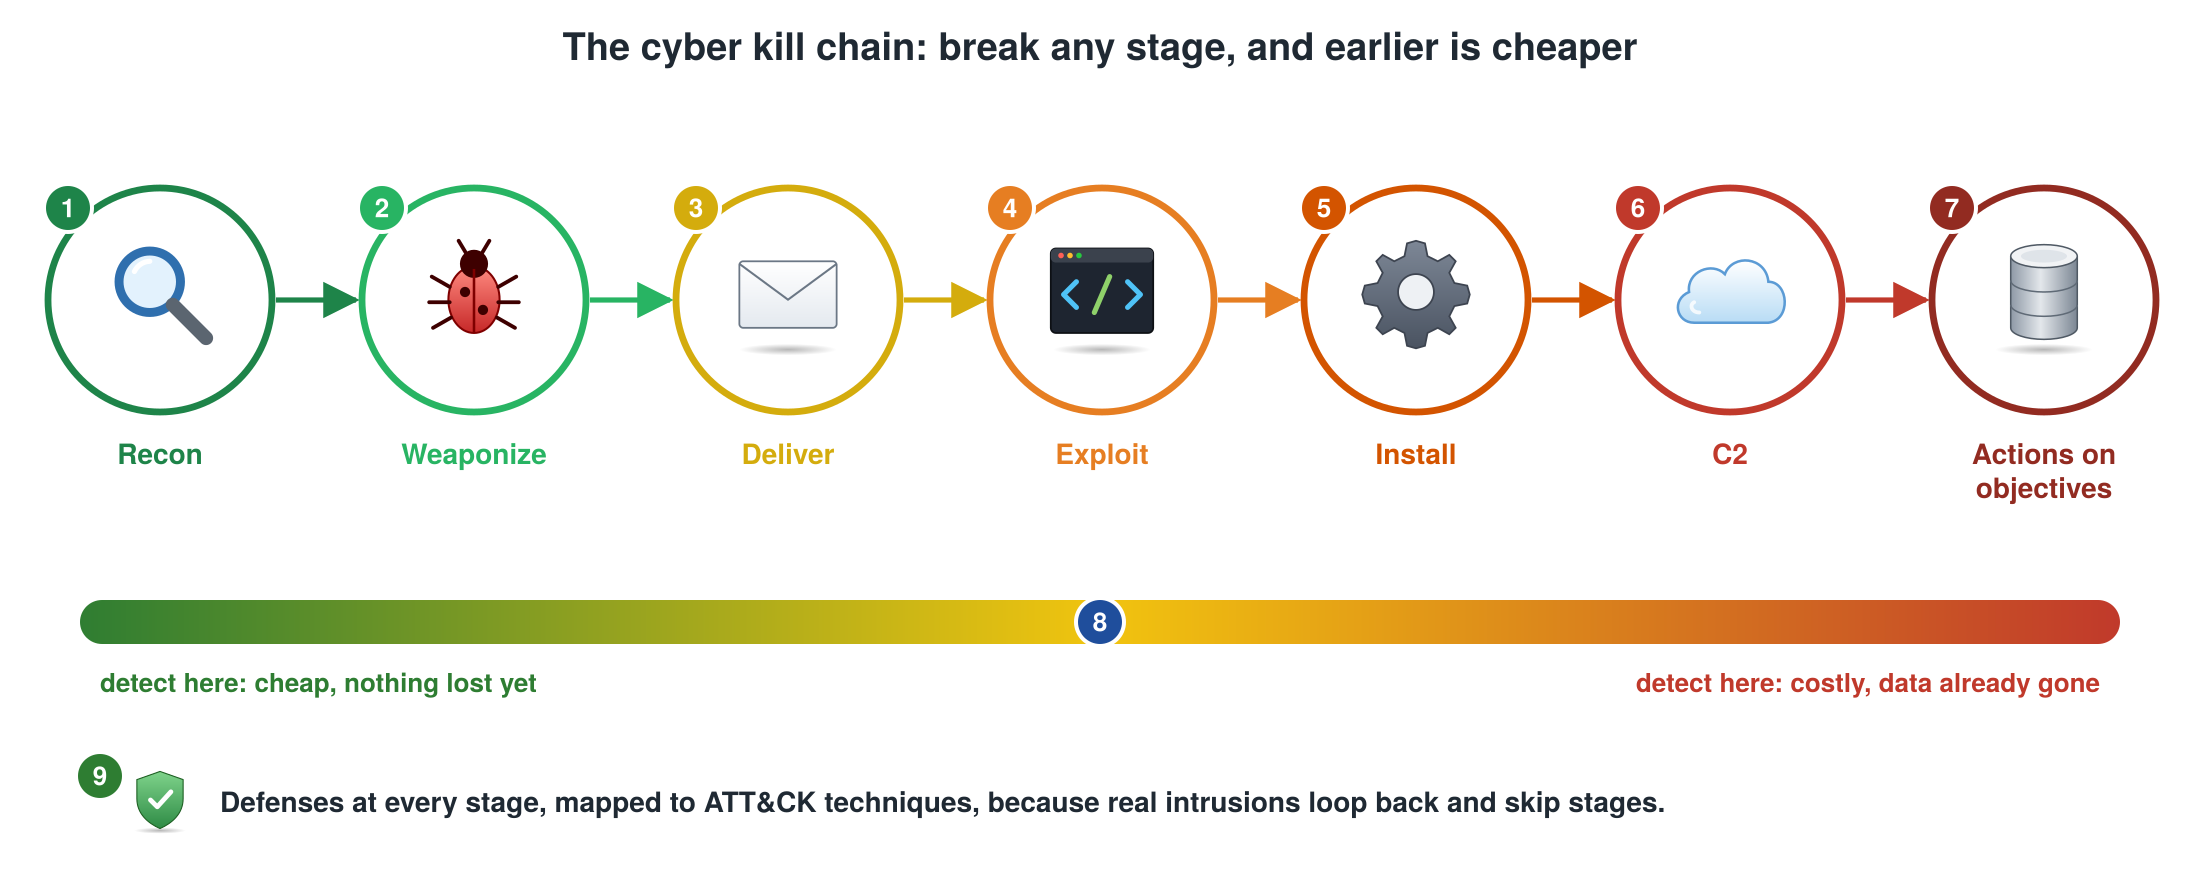 The cyber kill chain: break any stage, and earlier is cheaper
1
2
3
4
5
6
7
Recon
Weaponize
Deliver
Exploit
Install
C2
Actions on
objectives
8
detect here: cheap, nothing lost yet
detect here: costly, data already gone
9
Defenses at every stage, mapped to ATT&CK techniques, because real intrusions loop back and skip stages.